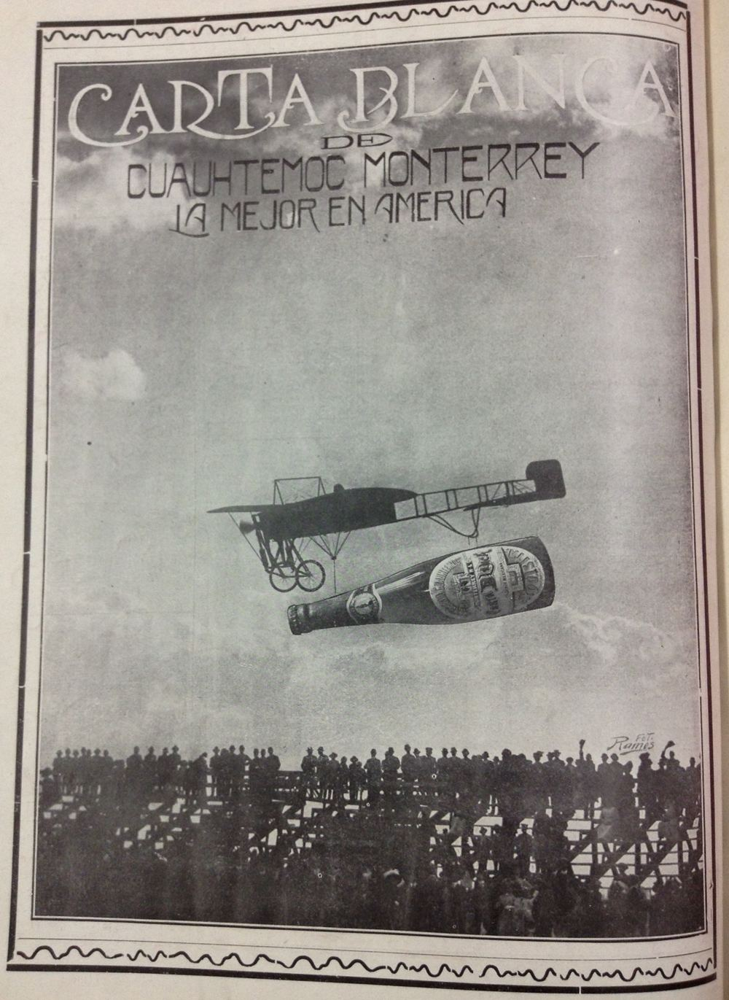 CARTA BLANCA
DE
CUAUHTEMOC MONTERREY
LA MEJOR EN AMERICA
FOT.
Ramos